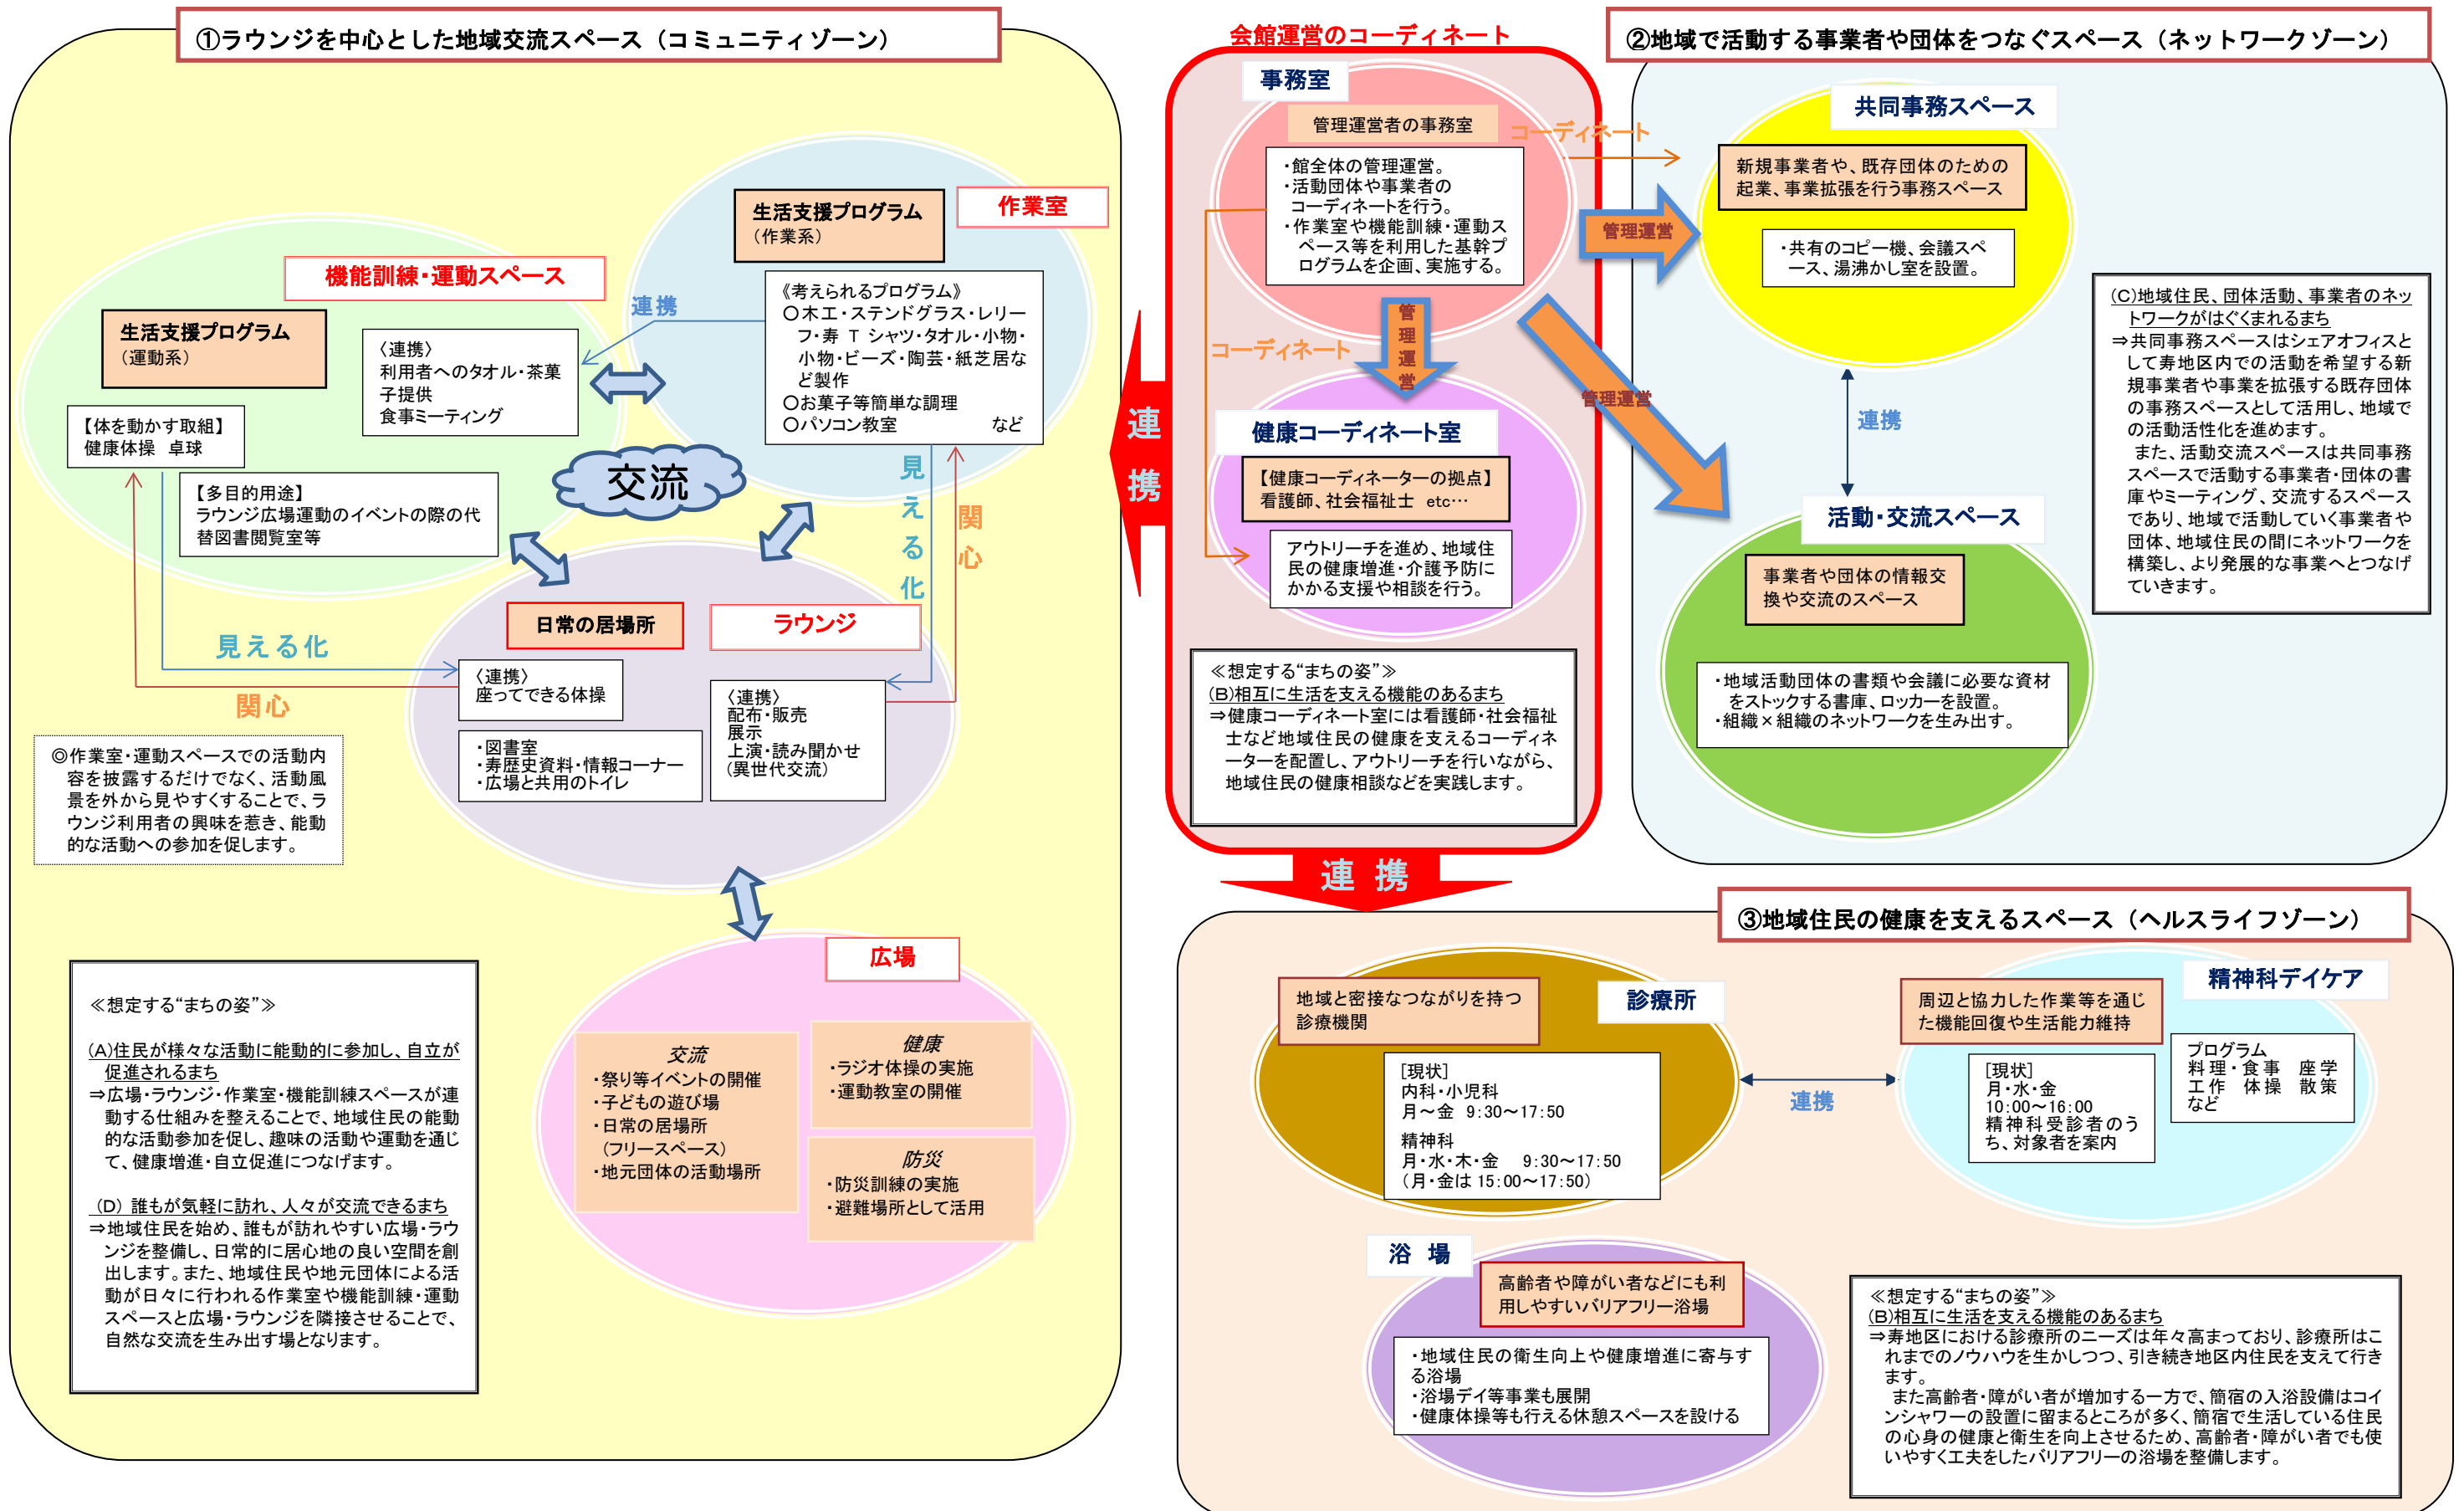 ①ラウンジを中心とした地域交流スペース（コミュニティゾーン）
作業室
生活支援プログラム
（作業系）
《考えられるプログラム》
○木工・ステンドグラス・レリー
フ・寿 T シャツ・タオル・小物・
小物・ビーズ・陶芸・紙芝居な
ど製作
○お菓子等簡単な調理
○パソコン教室 など
機能訓練・運動スペース
生活支援プログラム
（運動系）
連携
〈連携〉
利用者へのタオル・茶菓
子提供
食事ミーティング
【体を動かす取組】
健康体操 卓球
【多目的用途】
ラウンジ広場運動のイベントの際の代
替図書閲覧室等
交流
見える化
関心
見える化
関心
日常の居場所
ラウンジ
〈連携〉
座ってできる体操
・図書室
・寿歴史資料・情報コーナー
・広場と共用のトイレ
〈連携〉
配布・販売
展示
上演・読み聞かせ
（異世代交流）
◎作業室・運動スペースでの活動内
容を披露するだけでなく、活動風
景を外から見やすくすることで、ラ
ウンジ利用者の興味を惹き、能動
的な活動への参加を促します。
広場
交流
・祭り等イベントの開催
・子どもの遊び場
・日常の居場所
（フリースペース）
・地元団体の活動場所
健康
・ラジオ体操の実施
・運動教室の開催
防災
・防災訓練の実施
・避難場所として活用
≪想定する“まちの姿”≫
(A)住民が様々な活動に能動的に参加し、自立が
促進されるまち
⇒広場・ラウンジ・作業室・機能訓練スペースが連
動する仕組みを整えることで、地域住民の能動
的な活動参加を促し、趣味の活動や運動を通じ
て、健康増進・自立促進につなげます。
(D) 誰もが気軽に訪れ、人々が交流できるまち
⇒地域住民を始め、誰もが訪れやすい広場・ラウ
ンジを整備し、日常的に居心地の良い空間を創
出します。また、地域住民や地元団体による活
動が日々に行われる作業室や機能訓練・運動
スペースと広場・ラウンジを隣接させることで、
自然な交流を生み出す場となります。
会館運営のコーディネート
事務室
管理運営者の事務室
・館全体の管理運営。
・活動団体や事業者の
コーディネートを行う。
・作業室や機能訓練・運動ス
ペース等を利用した基幹プ
ログラムを企画、実施する。
コーディネート
管理運営
管理運営
管理運営
コーディネート
連携
健康コーディネート室
【健康コーディネーターの拠点】
看護師、社会福祉士 etc…
アウトリーチを進め、地域住
民の健康増進・介護予防に
かかる支援や相談を行う。
≪想定する“まちの姿”≫
(B)相互に生活を支える機能のあるまち
⇒健康コーディネート室には看護師・社会福祉
士など地域住民の健康を支えるコーディネ
ーターを配置し、アウトリーチを行いながら、
地域住民の健康相談などを実践します。
連 携
②地域で活動する事業者や団体をつなぐスペース（ネットワークゾーン）
共同事務スペース
新規事業者や、既存団体のための
起業、事業拡張を行う事務スペース
・共有のコピー機、会議スペ
ース、湯沸かし室を設置。
連携
活動・交流スペース
事業者や団体の情報交
換や交流のスペース
・地域活動団体の書類や会議に必要な資材
をストックする書庫、ロッカーを設置。
・組織×組織のネットワークを生み出す。
(C)地域住民、団体活動、事業者のネッ
トワークがはぐくまれるまち
⇒共同事務スペースはシェアオフィスと
して寿地区内での活動を希望する新
規事業者や事業を拡張する既存団体
の事務スペースとして活用し、地域で
の活動活性化を進めます。
また、活動交流スペースは共同事務
スペースで活動する事業者・団体の書
庫やミーティング、交流するスペース
であり、地域で活動していく事業者や
団体、地域住民の間にネットワークを
構築し、より発展的な事業へとつなげ
ていきます。
③地域住民の健康を支えるスペース（ヘルスライフゾーン）
地域と密接なつながりを持つ
診療機関
診療所
[現状]
内科・小児科
月～金 9:30～17:50
精神科
月・水・木・金 9:30～17:50
（月・金は 15:00～17:50）
連携
精神科デイケア
周辺と協力した作業等を通じ
た機能回復や生活能力維持
[現状]
月・水・金
10:00～16:00
精神科受診者のう
ち、対象者を案内
プログラム
料理・食事 座学
工作 体操 散策
など
浴 場
高齢者や障がい者などにも利
用しやすいバリアフリー浴場
・地域住民の衛生向上や健康増進に寄与す
る浴場
・浴場デイ等事業も展開
・健康体操等も行える休憩スペースを設ける
≪想定する“まちの姿”≫
(B)相互に生活を支える機能のあるまち
⇒寿地区における診療所のニーズは年々高まっており、診療所はこ
れまでのノウハウを生かしつつ、引き続き地区内住民を支えて行き
ます。
また高齢者・障がい者が増加する一方で、簡宿の入浴設備はコイ
ンシャワーの設置に留まるところが多く、簡宿で生活している住民
の心身の健康と衛生を向上させるため、高齢者・障がい者でも使
いやすく工夫をしたバリアフリーの浴場を整備します。